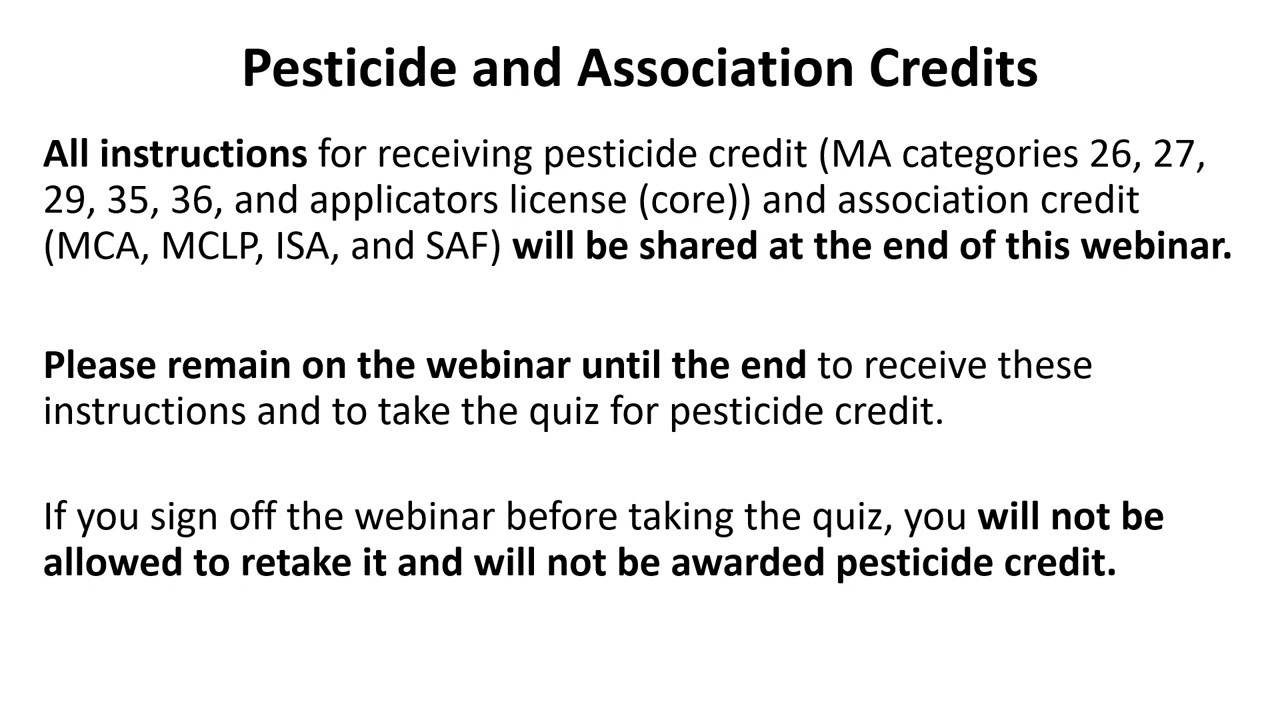 Pesticide and Association Credits
All instructions for receiving pesticide credit (MA categories 26, 27,
29, 35, 36, and applicators license (core)) and association credit
(MCA, MCLP, ISA, and SAF) will be shared at the end of this webinar.
Please remain on the webinar until the end to receive these
instructions and to take the quiz for pesticide credit.
If you sign off the webinar before taking the quiz, you will not be
allowed to retake it and will not be awarded pesticide credit.